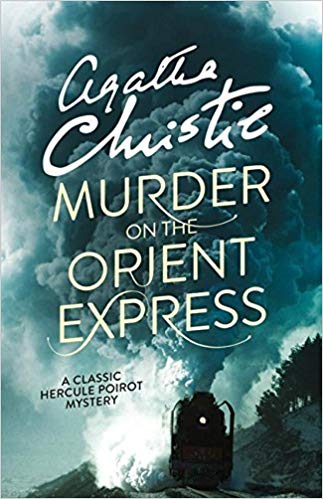 Agatha
Christie
MURDER
ON THE
ORIENT
EXPRESS
A CLASSIC
HERCULE POIROT
MYSTERY